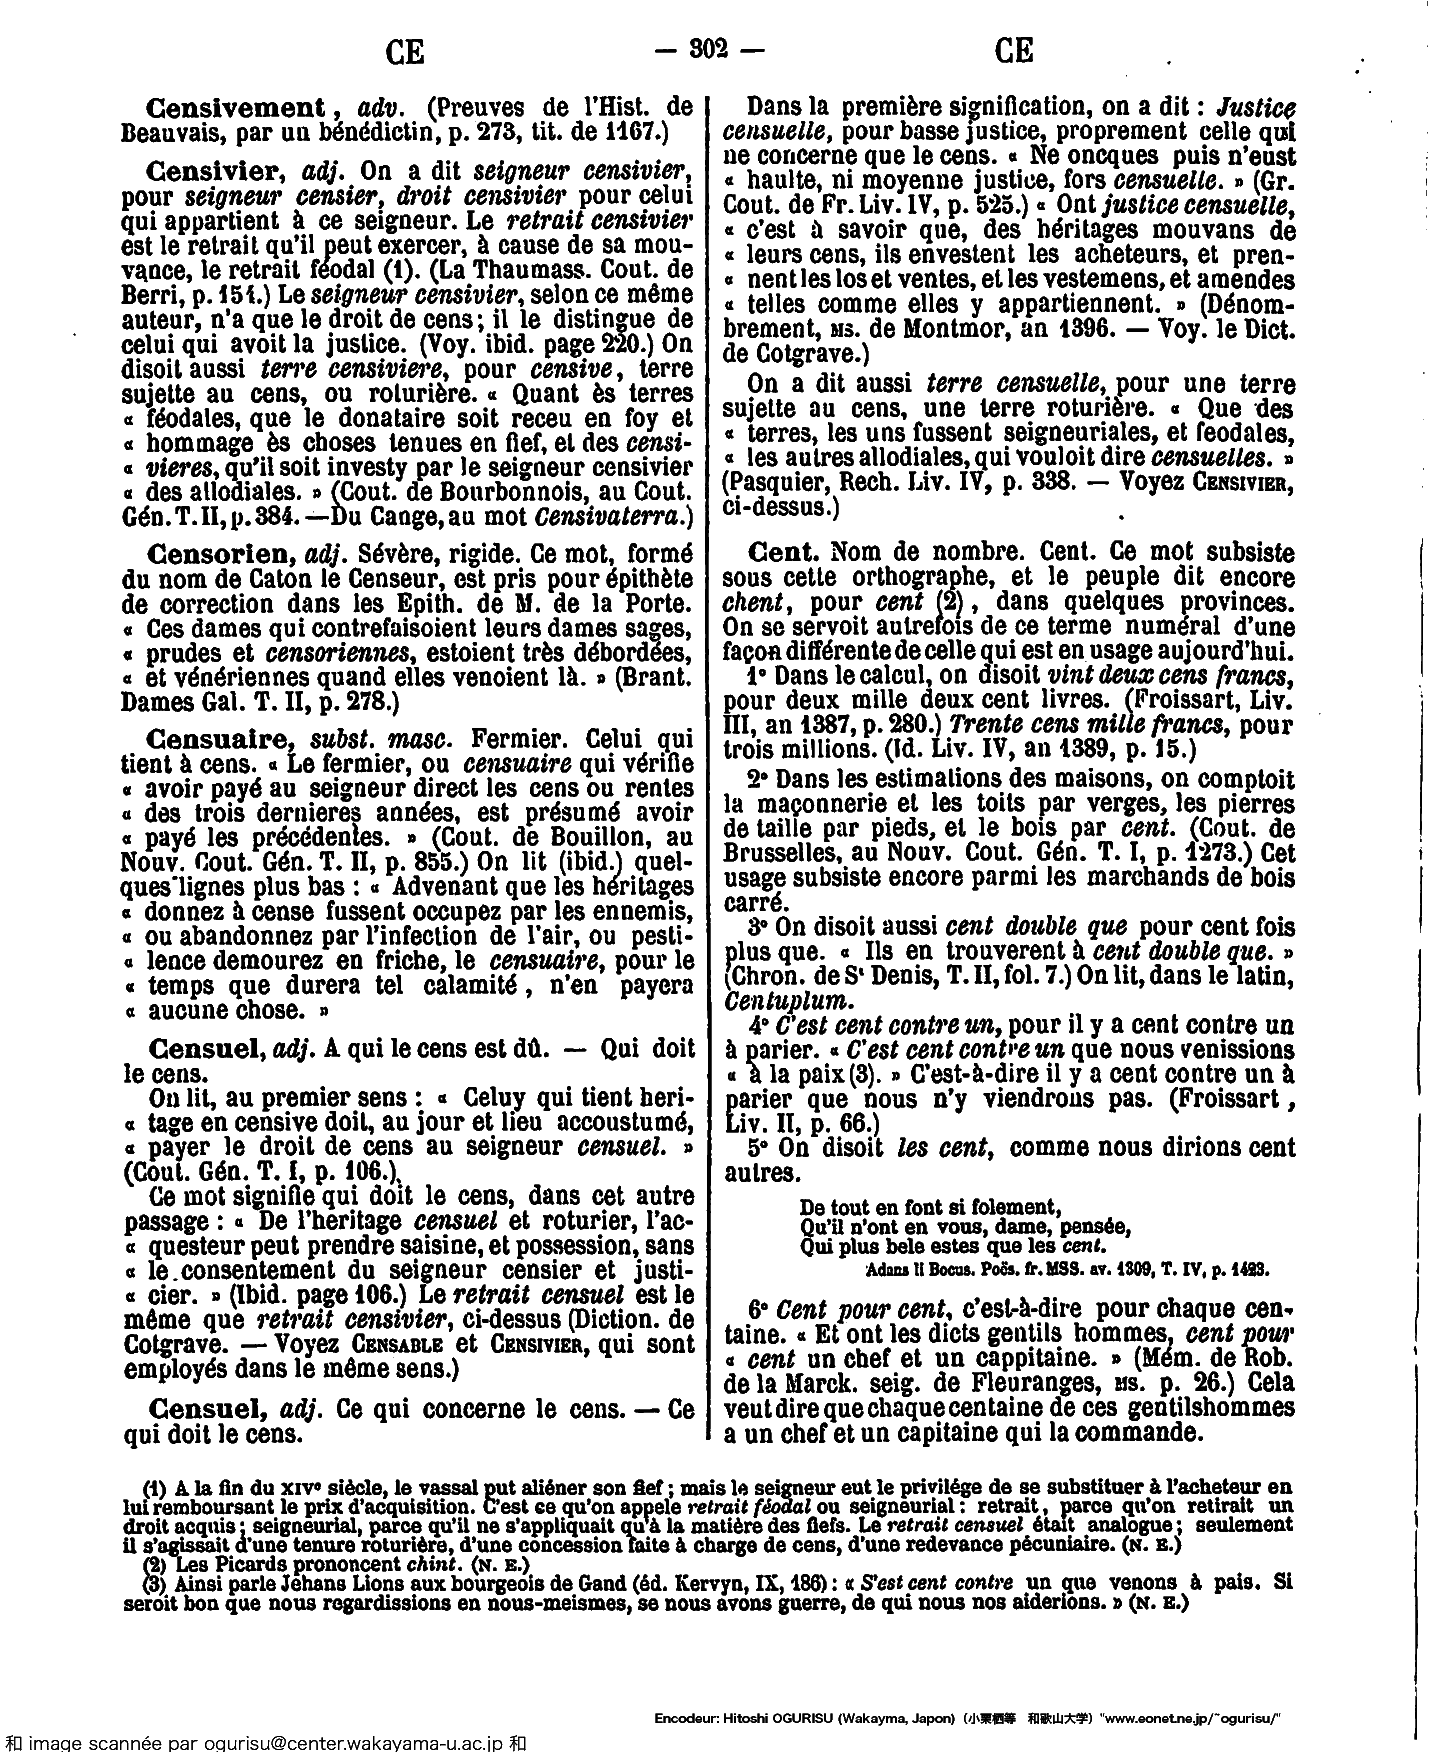 CE — 302 — CE
Censivement, adv. (Preuves de l'Hist. de
Beauvais, par un bénédictin, p. 273, tit. de 1167.)
Censivier, adj. On a dit seigneur censivier,
pour seigneur censier, droit censivier pour celui
qui appartient à ce seigneur. Le retrait censivier
est le retrait qu'il peut exercer, à cause de sa mou-
vance, le retrait féodal (1). (La Thaumass. Cout. de
Berri, p. 151.) Le seigneur censivier, selon ce même
auteur, n'a que le droit de cens; il le distingue de
celui qui avoit la justice. (Voy. ibid. page 220.) On
disoit aussi terre censiviere, pour censive, terre
sujette au cens, ou roturière. « Quant ès terres
« féodales, que le donataire soit receu en foy et
« hommage ès choses tenues en fief, et des censi-
« vieres, qu'il soit investy par le seigneur censivier
« des allodiales. » (Cout. de Bourbonnois, au Cout.
Gén. T. II, p. 384. — Du Cange, au mot Censivaterra.)
Censorien, adj. Sévère, rigide. Ce mot, formé
du nom de Caton le Censeur, est pris pour épithète
de correction dans les Epith. de M. de la Porte.
« Ces dames qui contrefaisoient leurs dames sages,
« prudes et censoriennes, estoient très débordées,
« et vénériennes quand elles venoient là. » (Brant.
Dames Gal. T. II, p. 278.)
Censuaire, subst. masc. Fermier. Celui qui
tient à cens. « Le fermier, ou censuaire qui vérifie
« avoir payé au seigneur direct les cens ou rentes
« des trois dernieres années, est présumé avoir
« payé les précédentes. » (Cout. de Bouillon, au
Nouv. Cout. Gén. T. II, p. 855.) On lit (ibid.) quel-
ques lignes plus bas : « Advenant que les héritages
« donnez à cense fussent occupez par les ennemis,
« ou abandonnez par l'infection de l'air, ou pesti-
« lence demourez en friche, le censuaire, pour le
« temps que durera tel calamité, n'en payera
« aucune chose. »
Censuel, adj. A qui le cens est dû. — Qui doit
le cens.
On lit, au premier sens : « Celuy qui tient heri-
« tage en censive doit, au jour et lieu accoustumé,
« payer le droit de cens au seigneur censuel. »
(Cout. Gén. T. I, p. 106.)
Ce mot signifie qui doit le cens, dans cet autre
passage : « De l'heritage censuel et roturier, l'ac-
« questeur peut prendre saisine, et possession, sans
« le consentement du seigneur censier et justi-
« cier. » (Ibid. page 106.) Le retrait censuel est le
même que retrait censivier, ci-dessus (Diction. de
Cotgrave. — Voyez CENSABLE et CENSIVIER, qui sont
employés dans le même sens.)
Censuel, adj. Ce qui concerne le cens. — Ce
qui doit le cens.
Dans la première signification, on a dit : Justice
censuelle, pour basse justice, proprement celle qui
ne concerne que le cens. « Ne oncques puis n'eust
« haulte, ni moyenne justice, fors censuelle. » (Gr.
Cout. de Fr. Liv. IV, p. 525.) « Ont justice censuelle,
« c'est à savoir que, des héritages mouvans de
« leurs cens, ils envestent les acheteurs, et pren-
« nent les los et ventes, et les vestemens, et amendes
« telles comme elles y appartiennent. » (Dénom-
brement, MS. de Montmor, an 1396. — Voy. le Dict.
de Cotgrave.)
On a dit aussi terre censuelle, pour une terre
sujette au cens, une terre roturière. « Que des
« terres, les uns fussent seigneuriales, et feodales,
« les autres allodiales, qui vouloit dire censuelles. »
(Pasquier, Rech. Liv. IV, p. 338. — Voyez CENSIVIER,
ci-dessus.)
Cent. Nom de nombre. Cent. Ce mot subsiste
sous cette orthographe, et le peuple dit encore
chent, pour cent (2), dans quelques provinces.
On se servoit autrefois de ce terme numéral d'une
façon différente de celle qui est en usage aujourd'hui.
1° Dans le calcul, on disoit vint deux cens francs,
pour deux mille deux cent livres. (Froissart, Liv.
III, an 1387, p. 280.) Trente cens mille francs, pour
trois millions. (Id. Liv. IV, an 1389, p. 15.)
2° Dans les estimations des maisons, on comptoit
la maçonnerie et les toits par verges, les pierres
de taille par pieds, et le bois par cent. (Cout. de
Brusselles, au Nouv. Cout. Gén. T. I, p. 1273.) Cet
usage subsiste encore parmi les marchands de bois
carré.
3° On disoit aussi cent double que pour cent fois
plus que. « Ils en trouverent à cent double que. »
(Chron. de St Denis, T. II, fol. 7.) On lit, dans le latin,
Centuplum.
4° C'est cent contre un, pour il y a cent contre un
à parier. « C'est cent contre un que nous venissions
« à la paix (3). » C'est-à-dire il y a cent contre un à
parier que nous n'y viendrons pas. (Froissart,
Liv. II, p. 66.)
5° On disoit les cent, comme nous dirions cent
autres.
De tout en font si folement,
Qu'il n'ont en vous, dame, pensée,
Qui plus bele estes que les cent.
Adans li Bocus. Poës. fr. MSS. av. 1309, T. IV, p. 1423.
6° Cent pour cent, c'est-à-dire pour chaque cen-
taine. « Et ont les dicts gentils hommes, cent pour
« cent un chef et un cappitaine. » (Mém. de Rob.
de la Marck. seig. de Fleuranges, MS. p. 26.) Cela
veut dire que chaque centaine de ces gentilshommes
a un chef et un capitaine qui la commande.
(1) A la fin du XIVe siècle, le vassal put aliéner son fief ; mais le seigneur eut le privilége de se substituer à l'acheteur en
lui remboursant le prix d'acquisition. C'est ce qu'on appele retrait féodal ou seigneurial : retrait, parce qu'on retirait un
droit acquis ; seigneurial, parce qu'il ne s'appliquait qu'à la matière des fiefs. Le retrait censuel était analogue ; seulement
il s'agissait d'une tenure roturière, d'une concession faite à charge de cens, d'une redevance pécuniaire. (N. E.)
(2) Les Picards prononcent chint. (N. E.)
(3) Ainsi parle Jehans Lions aux bourgeois de Gand (éd. Kervyn, IX, 186) : « S'est cent contre un que venons à pais. Si
seroit bon que nous regardissions en nous-meismes, se nous avons guerre, de qui nous nos aiderions. » (N. E.)
Encodeur: Hitoshi OGURISU (Wakayma, Japon) (小栗栖等 和歌山大学) "www.eonet.ne.jp/~ogurisu/"
和 image scannée par ogurisu@center.wakayama-u.ac.jp 和